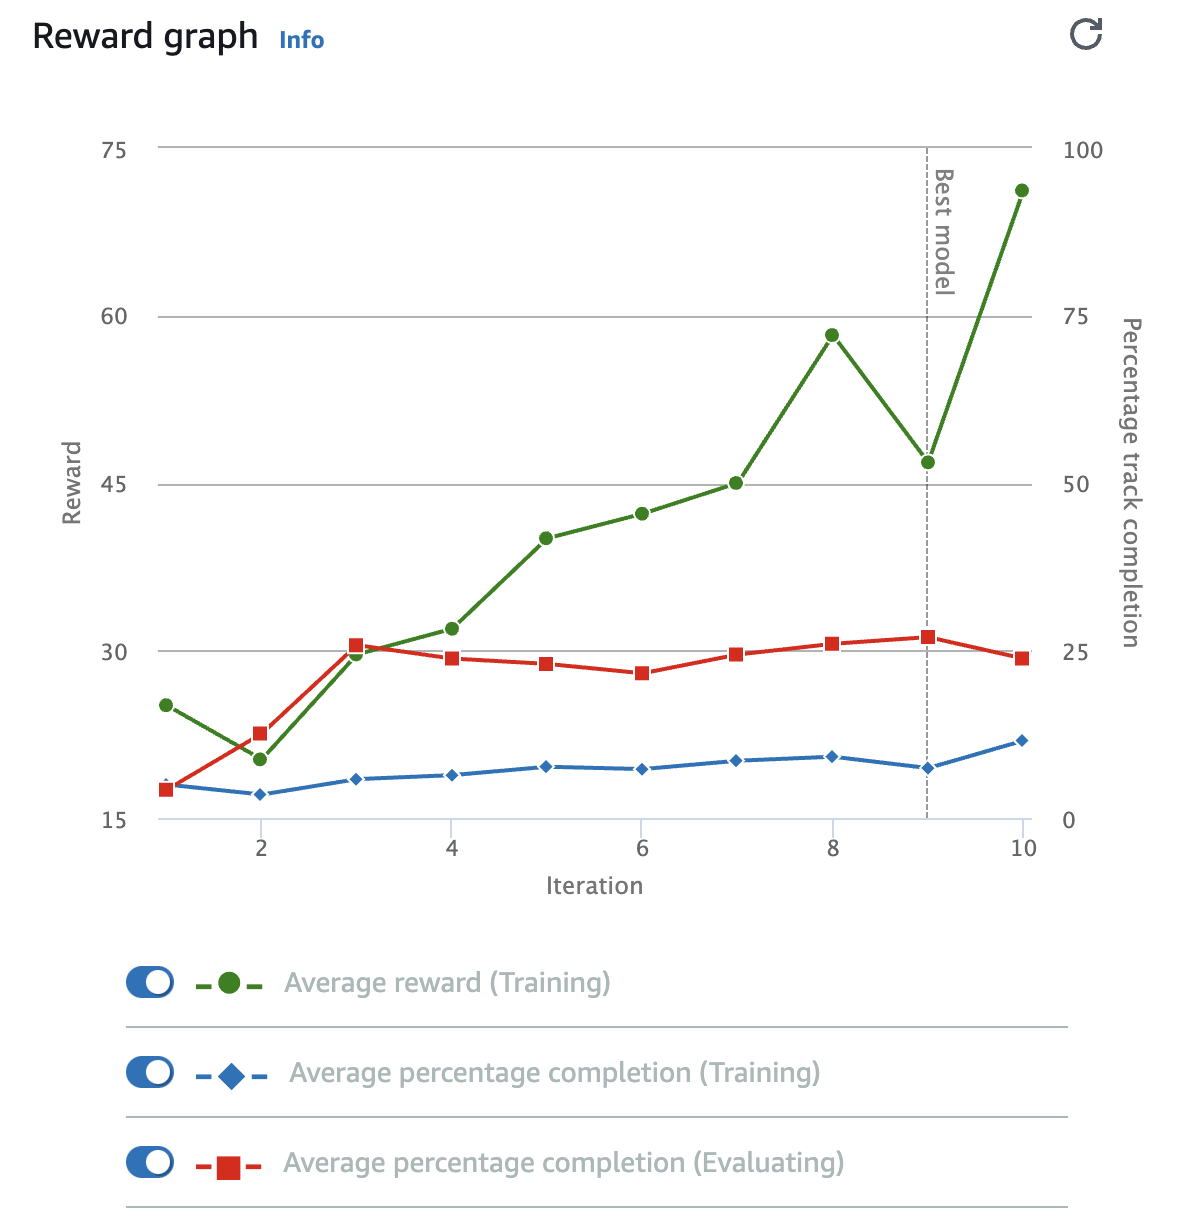 Reward graph Info
75 100
Best model
60 75
Percentage track completion
Reward
45 50
30 25
15 0
2 4 6 8 10
Iteration
Average reward (Training)
Average percentage completion (Training)
Average percentage completion (Evaluating)